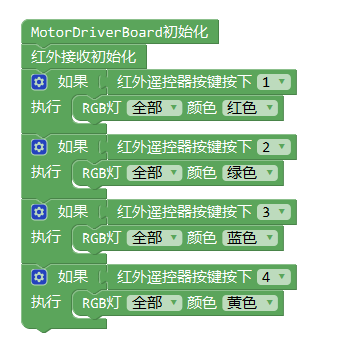 MotorDriverBoard初始化
红外接收初始化
如果 红外遥控器按键按下 1
执行 RGB灯 全部 颜色 红色
如果 红外遥控器按键按下 2
执行 RGB灯 全部 颜色 绿色
如果 红外遥控器按键按下 3
执行 RGB灯 全部 颜色 蓝色
如果 红外遥控器按键按下 4
执行 RGB灯 全部 颜色 黄色